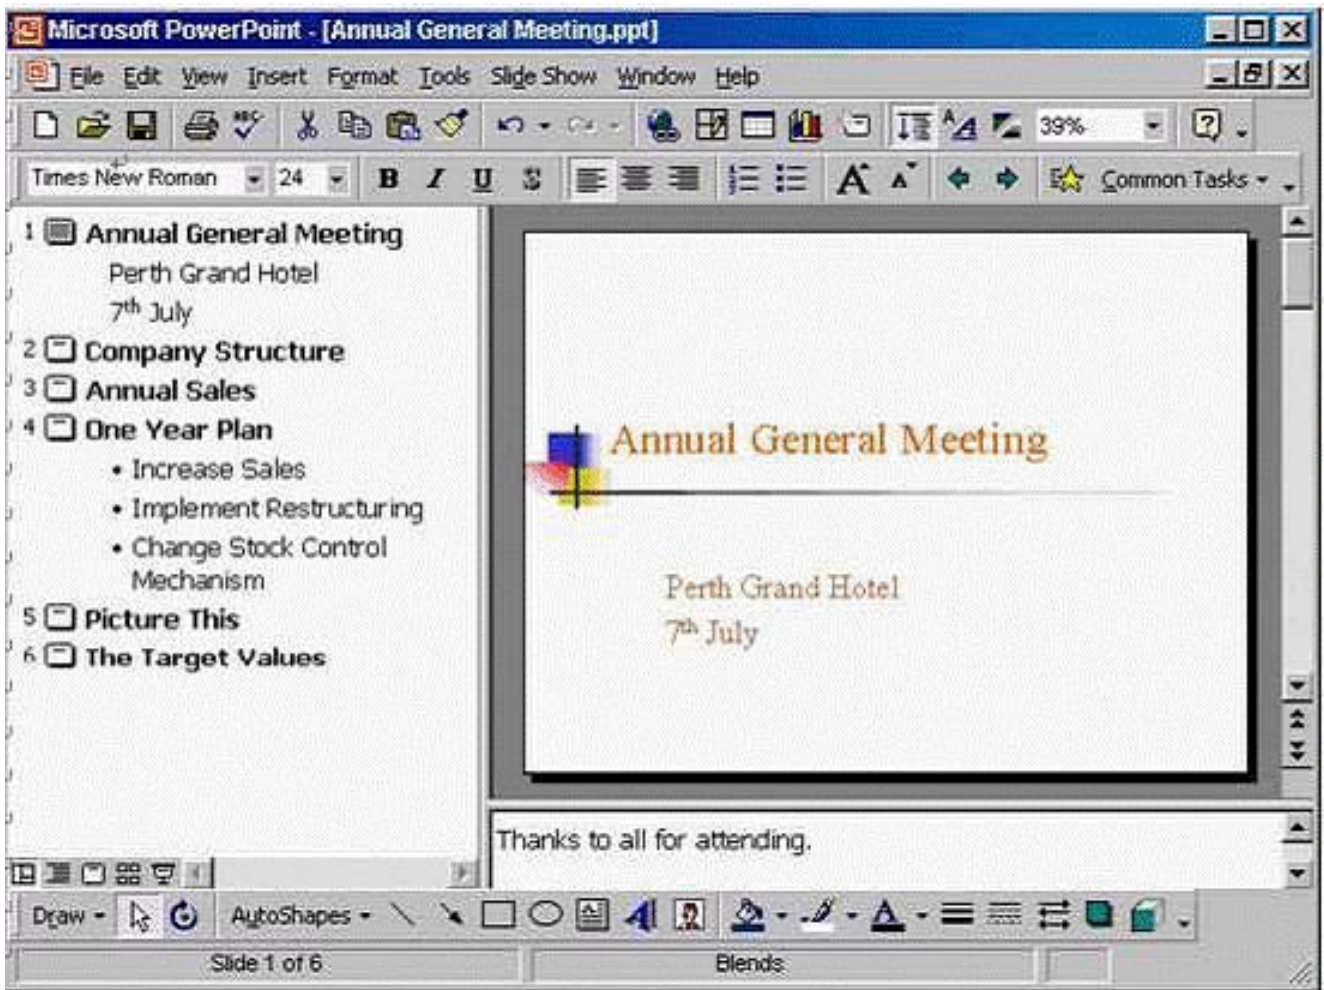 Microsoft PowerPoint - [Annual General Meeting.ppt]
File Edit View Insert Format Tools Slide Show Window Help
39%
Times New Roman 24 B I U S A A Common Tasks
1 Annual General Meeting
Perth Grand Hotel
7th July
2 Company Structure
3 Annual Sales
4 One Year Plan
• Increase Sales
• Implement Restructuring
• Change Stock Control
Mechanism
5 Picture This
6 The Target Values
Annual General Meeting
Perth Grand Hotel
7th July
Thanks to all for attending.
Draw AutoShapes
Slide 1 of 6 Blends